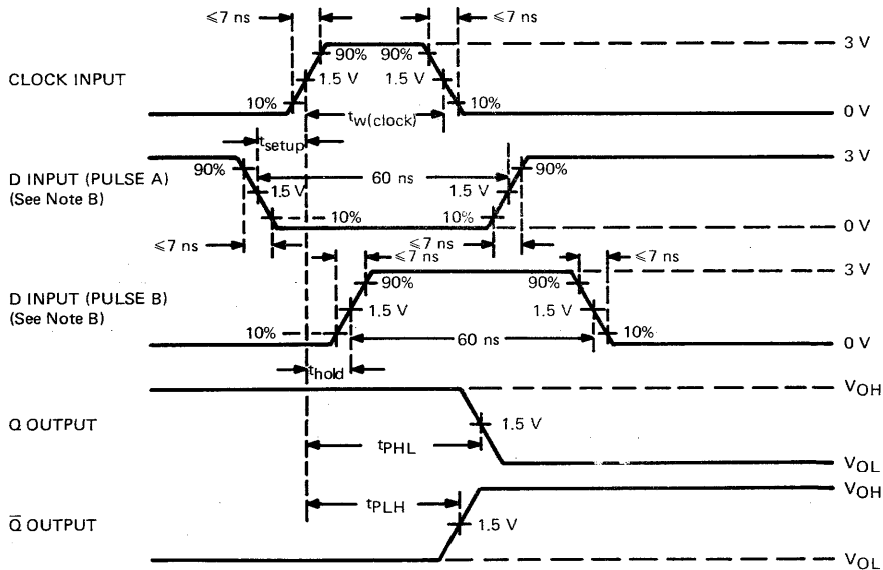 ≤7 ns ≤7 ns
90% 90% 3 V
CLOCK INPUT 1.5 V 1.5 V
10% tw(clock) 10% 0 V
tsetup
3 V
D INPUT (PULSE A) 90% 60 ns 90%
(See Note B) 1.5 V 1.5 V
10% 10% 0 V
≤7 ns ≤7 ns ≤7 ns ≤7 ns
3 V
D INPUT (PULSE B) 90% 90%
(See Note B) 1.5 V 1.5 V
10% 60 ns 10% 0 V
thold
VOH
Q OUTPUT 1.5 V
tPHL
VOL
VOH
tPLH
Q̄ OUTPUT 1.5 V
VOL